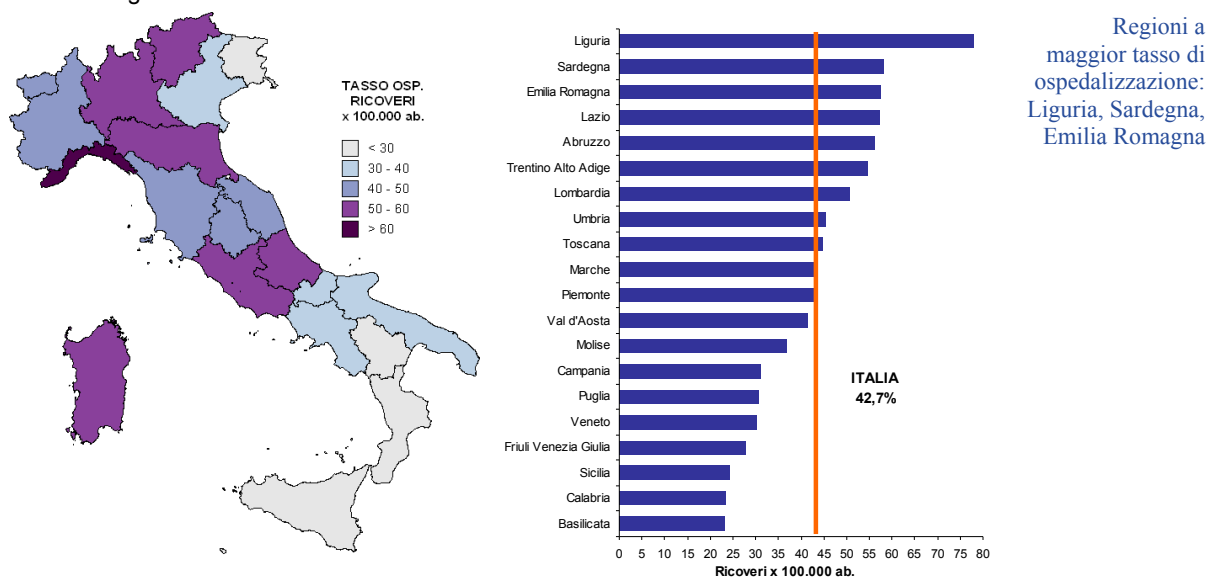 TASSO OSP.
RICOVERI
x 100.000 ab.
< 30
30 - 40
40 - 50
50 - 60
> 60
Liguria
Sardegna
Emilia Romagna
Lazio
Abruzzo
Trentino Alto Adige
Lombardia
Umbria
Toscana
Marche
Piemonte
Val d'Aosta
Molise
Campania
Puglia
Veneto
Friuli Venezia Giulia
Sicilia
Calabria
Basilicata
ITALIA
42,7%
0 5 10 15 20 25 30 35 40 45 50 55 60 65 70 75 80
Ricoveri x 100.000 ab.
Regioni a
maggior tasso di
ospedalizzazione:
Liguria, Sardegna,
Emilia Romagna